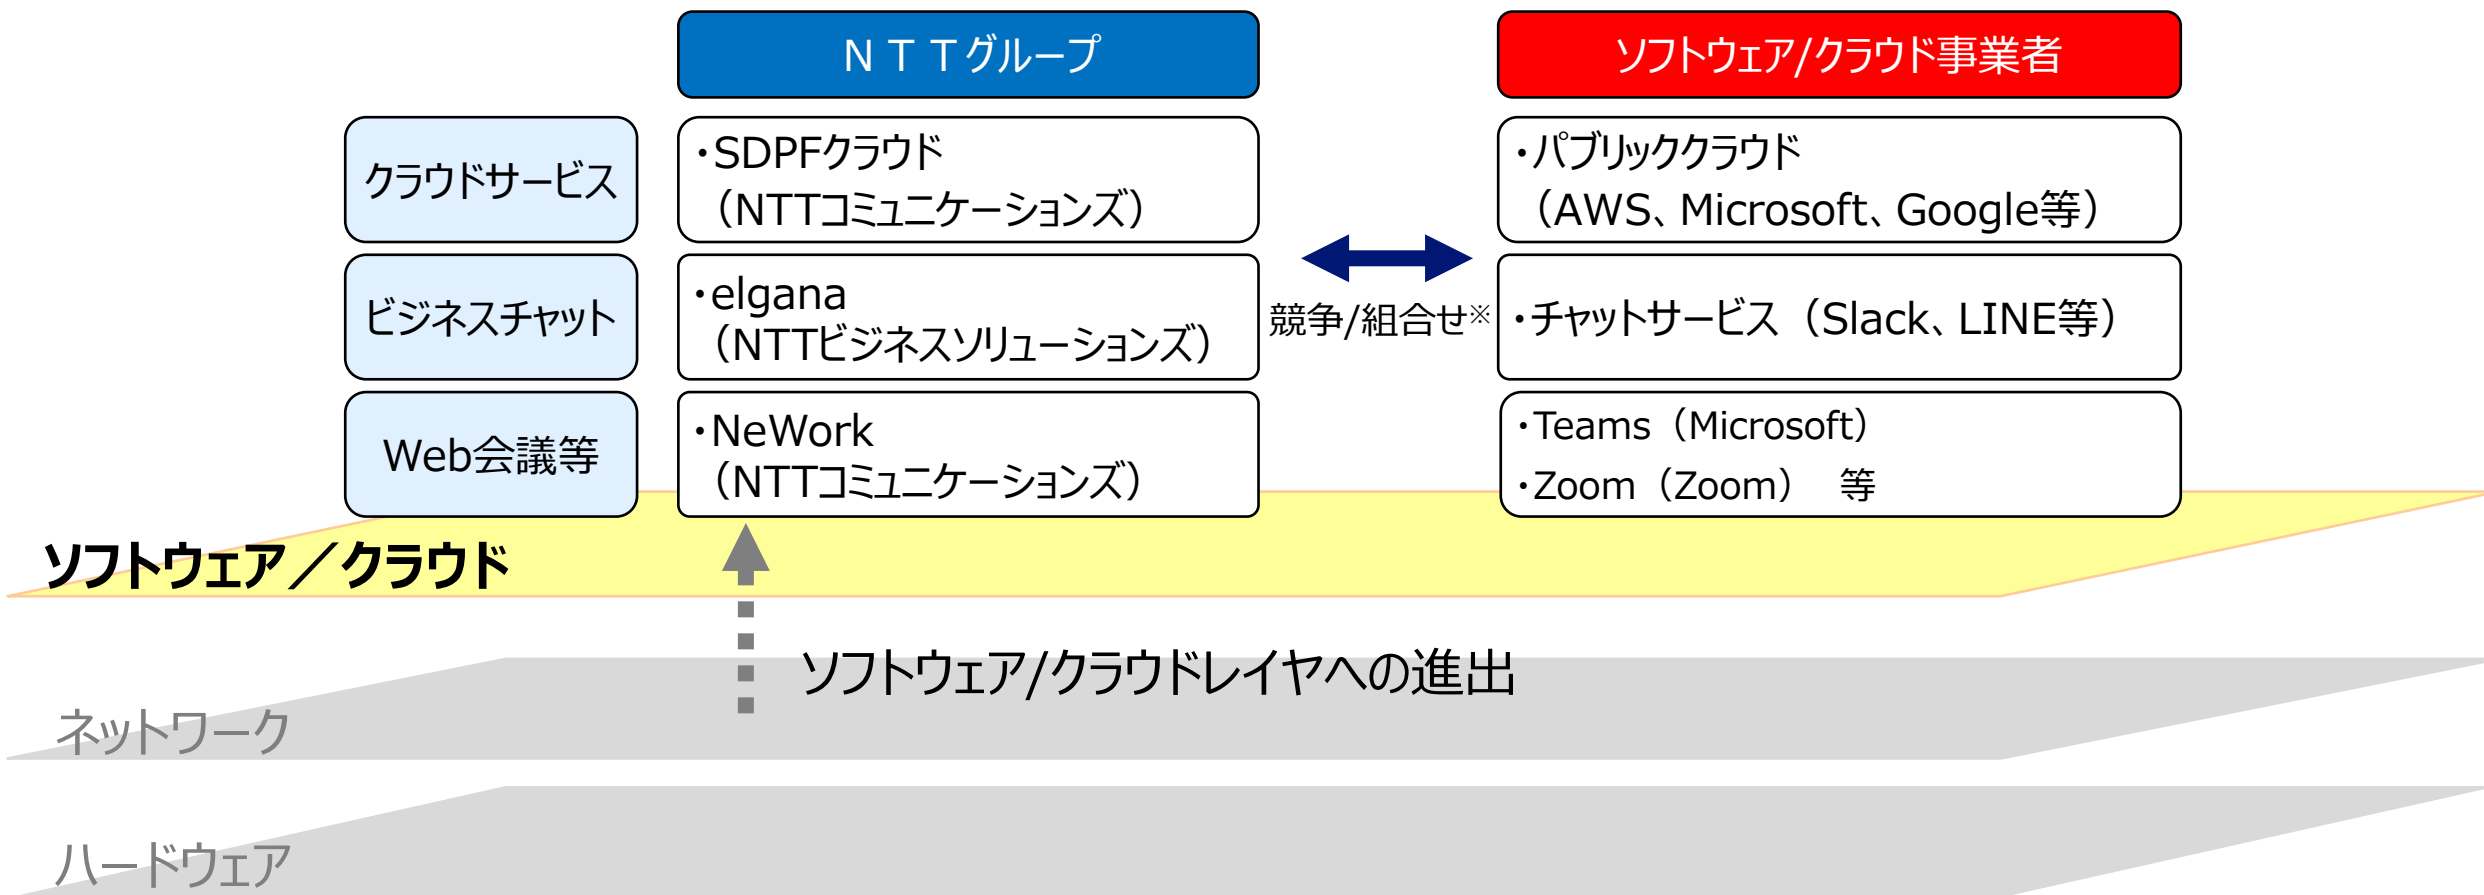 ＮＴＴグループ
ソフトウェア/クラウド事業者
クラウドサービス
・SDPFクラウド
（NTTコミュニケーションズ）
・パブリッククラウド
（AWS、Microsoft、Google等）
ビジネスチャット
・elgana
（NTTビジネスソリューションズ）
競争/組合せ※
・チャットサービス（Slack、LINE等）
Web会議等
・NeWork
（NTTコミュニケーションズ）
・Teams（Microsoft）
・Zoom（Zoom）　等
ソフトウェア／クラウド
ソフトウェア/クラウドレイヤへの進出
ネットワーク
ハードウェア